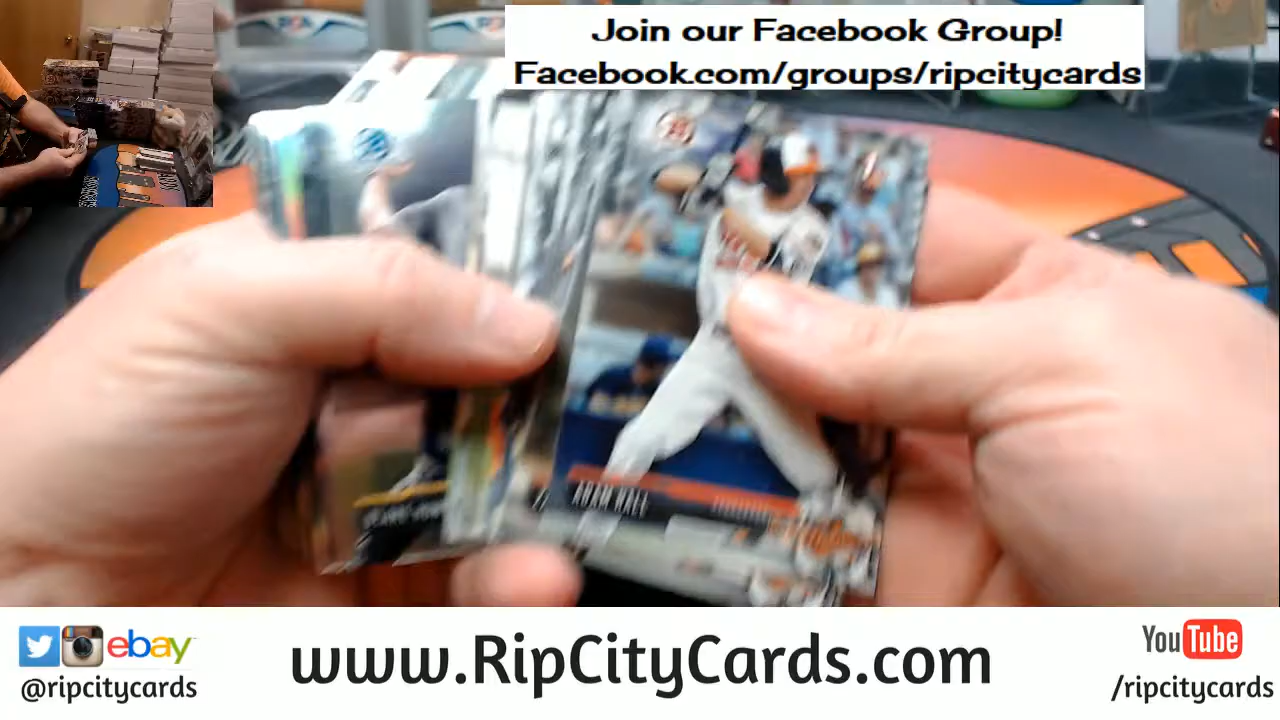 Join our Facebook Group!
Facebook.com/groups/ripcitycards
ADAM HALL
ebay
@ripcitycards
www.RipCityCards.com
YouTube
/ripcitycards